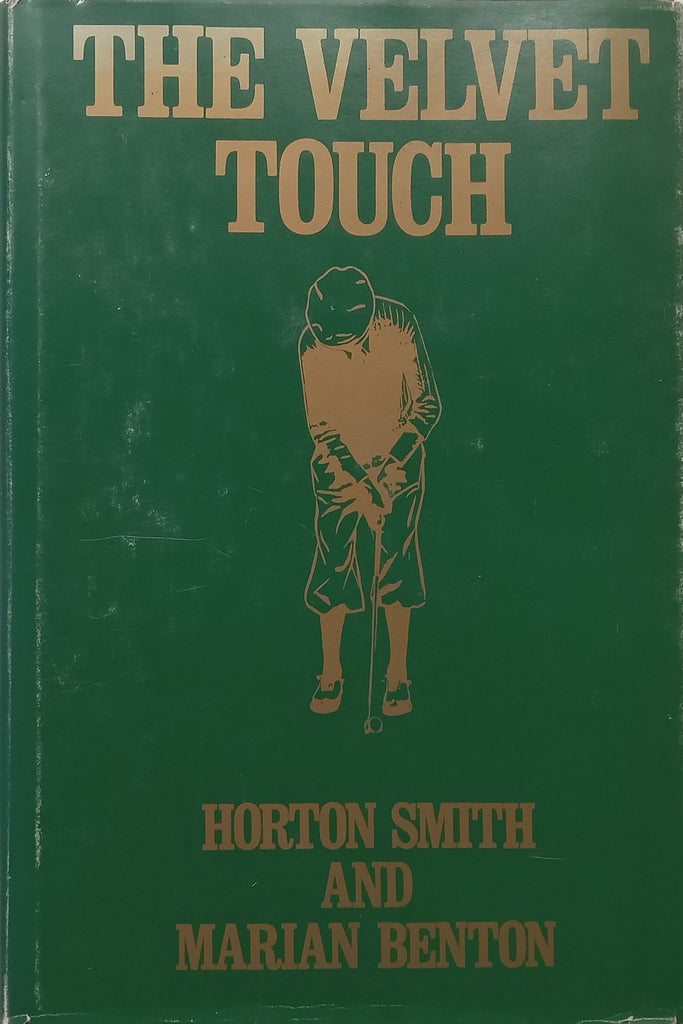 THE VELVET
TOUCH
HORTON SMITH
AND
MARIAN BENTON